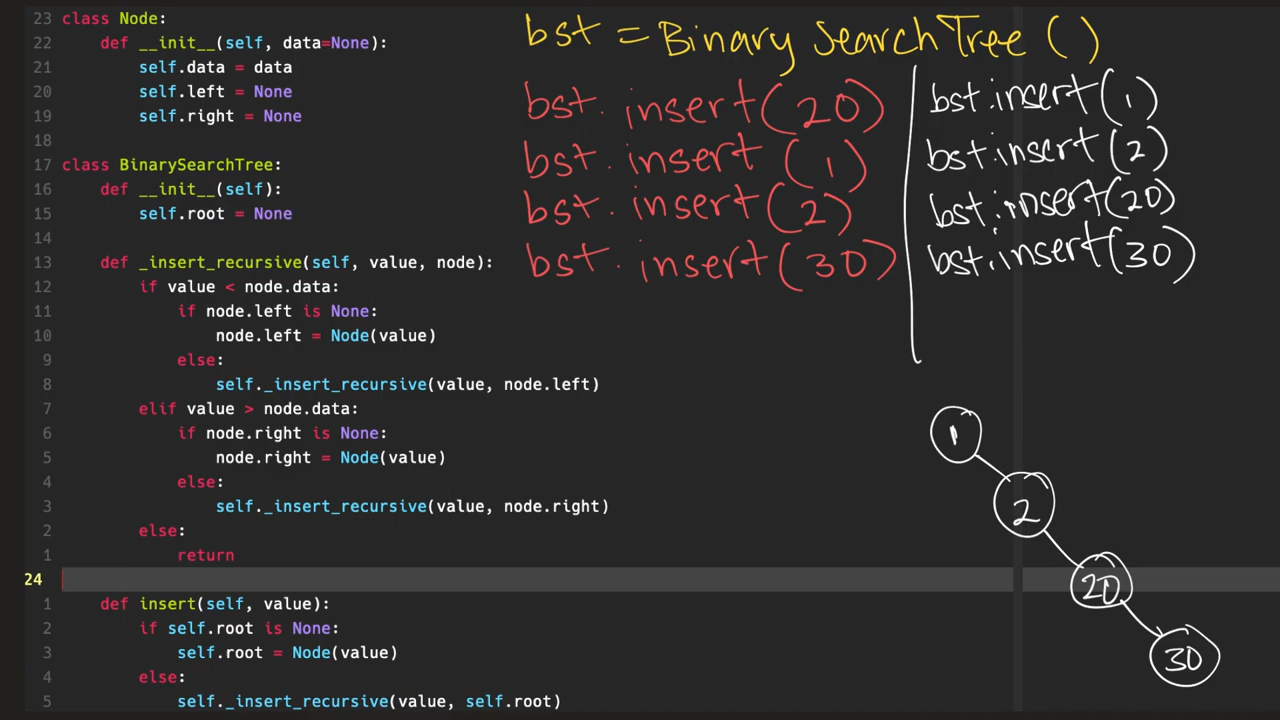 23 class Node:
22 def __init__(self, data=None):
21 self.data = data
20 self.left = None
19 self.right = None
18
17 class BinarySearchTree:
16 def __init__(self):
15 self.root = None
14
13 def _insert_recursive(self, value, node):
12 if value < node.data:
11 if node.left is None:
10 node.left = Node(value)
9 else:
8 self._insert_recursive(value, node.left)
7 elif value > node.data:
6 if node.right is None:
5 node.right = Node(value)
4 else:
3 self._insert_recursive(value, node.right)
2 else:
1 return
24
1 def insert(self, value):
2 if self.root is None:
3 self.root = Node(value)
4 else:
5 self._insert_recursive(value, self.root)
bst = Binary Search Tree ()
bst. insert(20)
bst. insert (1)
bst. insert(2)
bst. insert(30)
bst.insert(1)
bst.insert(2)
bst.insert(20)
bst.insert(30)
1
2
20
30